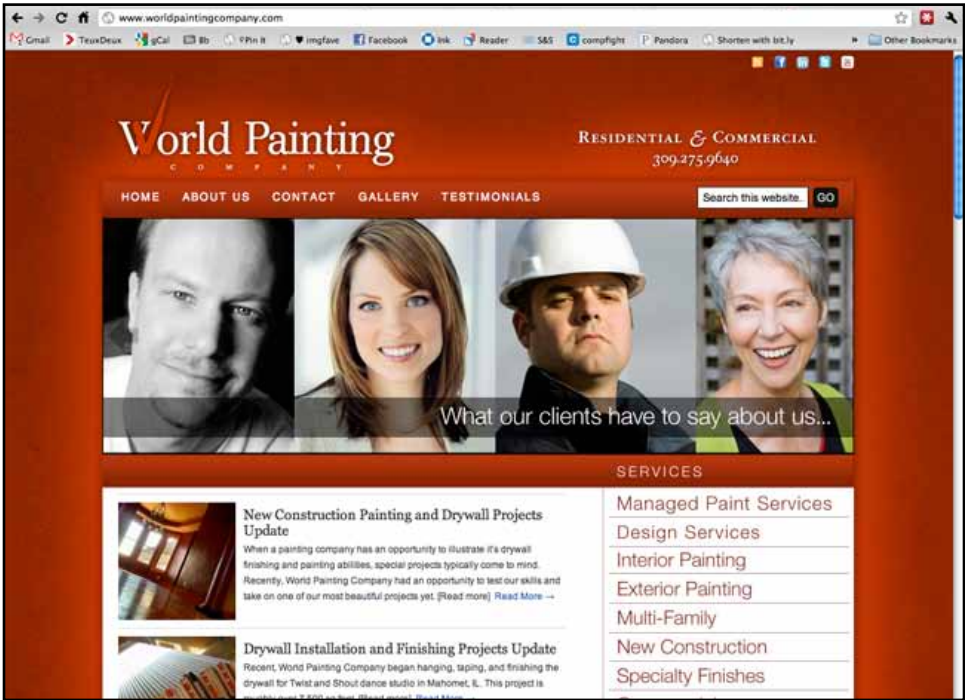 www.worldpaintingcompany.com
Gmail TeuxDeux gCal Bb Pin It imgfave Facebook Ink Reader S&S compfight Pandora Shorten with bit.ly » Other Bookmarks
World Painting
COMPANY
RESIDENTIAL & COMMERCIAL
309.275.9640
HOME ABOUT US CONTACT GALLERY TESTIMONIALS
Search this website.. GO
What our clients have to say about us...
SERVICES
New Construction Painting and Drywall Projects
Update
When a painting company has an opportunity to illustrate it's drywall
finishing and painting abilities, special projects typically come to mind.
Recently, World Painting Company had an opportunity to test our skills and
take on one of our most beautiful projects yet. [Read more] Read More →
Drywall Installation and Finishing Projects Update
Recent, World Painting Company began hanging, taping, and finishing the
drywall for Twist and Shout dance studio in Mahomet, IL. This project is
Managed Paint Services
Design Services
Interior Painting
Exterior Painting
Multi-Family
New Construction
Specialty Finishes